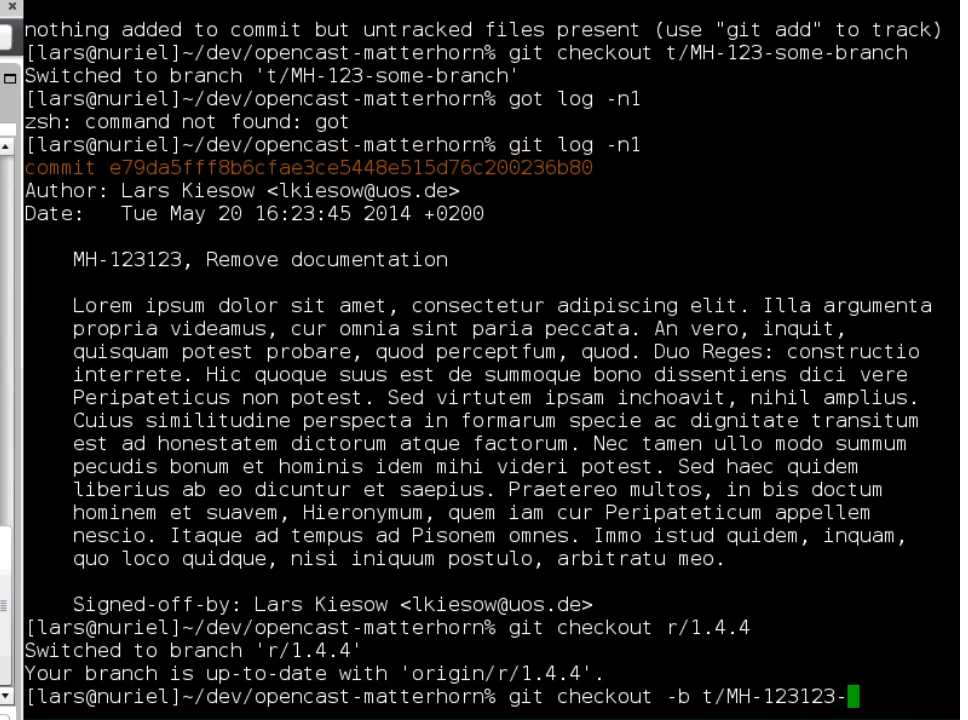 nothing added to commit but untracked files present (use "git add" to track)
[lars@nuriel]~/dev/opencast-matterhorn% git checkout t/MH-123-some-branch
Switched to branch 't/MH-123-some-branch'
[lars@nuriel]~/dev/opencast-matterhorn% got log -n1
zsh: command not found: got
[lars@nuriel]~/dev/opencast-matterhorn% git log -n1
commit e79da5fff8b6cfae3ce5448e515d76c200236b80
Author: Lars Kiesow <lkiesow@uos.de>
Date:   Tue May 20 16:23:45 2014 +0200
MH-123123, Remove documentation
Lorem ipsum dolor sit amet, consectetur adipiscing elit. Illa argumenta
propria videamus, cur omnia sint paria peccata. An vero, inquit,
quisquam potest probare, quod perceptfum, quod. Duo Reges: constructio
interrete. Hic quoque suus est de summoque bono dissentiens dici vere
Peripateticus non potest. Sed virtutem ipsam inchoavit, nihil amplius.
Cuius similitudine perspecta in formarum specie ac dignitate transitum
est ad honestatem dictorum atque factorum. Nec tamen ullo modo summum
pecudis bonum et hominis idem mihi videri potest. Sed haec quidem
liberius ab eo dicuntur et saepius. Praetereo multos, in bis doctum
hominem et suavem, Hieronymum, quem iam cur Peripateticum appellem
nescio. Itaque ad tempus ad Pisonem omnes. Immo istud quidem, inquam,
quo loco quidque, nisi iniquum postulo, arbitratu meo.
Signed-off-by: Lars Kiesow <lkiesow@uos.de>
[lars@nuriel]~/dev/opencast-matterhorn% git checkout r/1.4.4
Switched to branch 'r/1.4.4'
Your branch is up-to-date with 'origin/r/1.4.4'.
[lars@nuriel]~/dev/opencast-matterhorn% git checkout -b t/MH-123123-